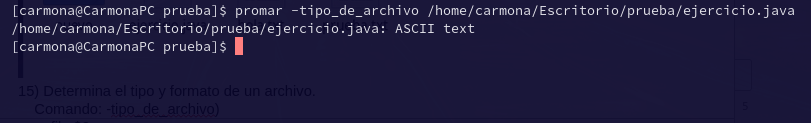 [carmona@CarmonaPC prueba]$ promar -tipo_de_archivo /home/carmona/Escritorio/prueba/ejercicio.java
/home/carmona/Escritorio/prueba/ejercicio.java: ASCII text
[carmona@CarmonaPC prueba]$
15) Determina el tipo y formato de un archivo.
Comando: -tipo_de_archivo)